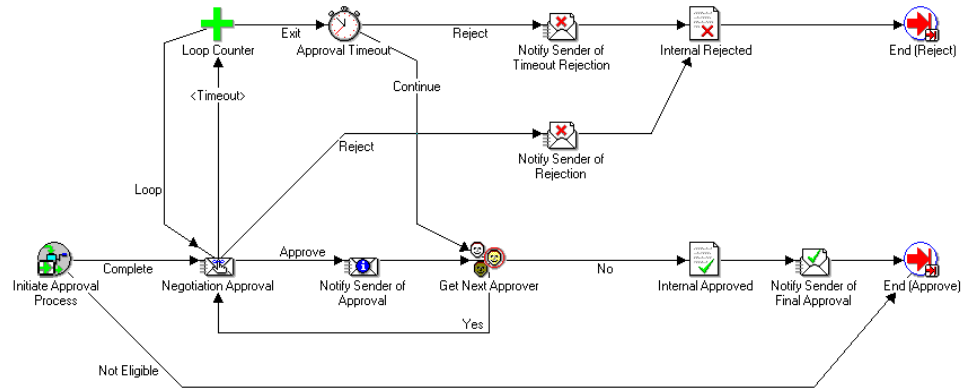 Loop Counter
Exit
Approval Timeout
Reject
Notify Sender of
Timeout Rejection
Internal Rejected
End (Reject)
<Timeout>
Continue
Reject
Notify Sender of
Rejection
Loop
Initiate Approval
Process
Complete
Negotiation Approval
Approve
Notify Sender of
Approval
Get Next Approver
No
Internal Approved
Notify Sender of
Final Approval
End (Approve)
Yes
Not Eligible